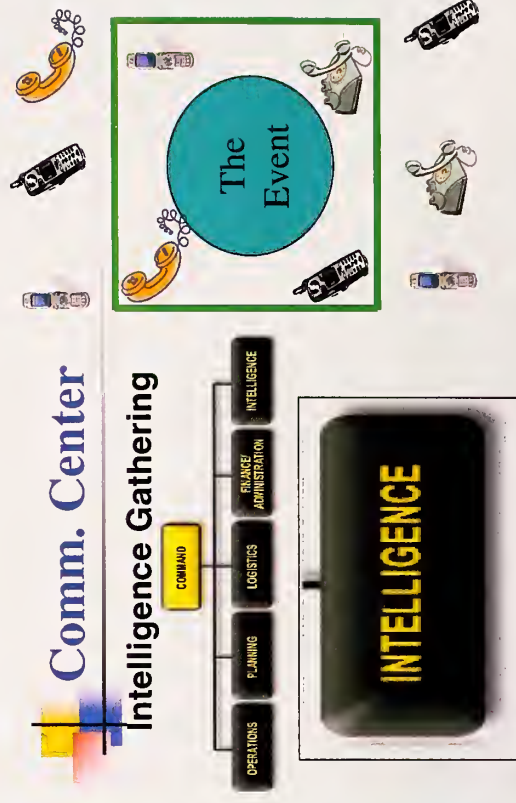 Comm. Center
Intelligence Gathering
COMMAND
OPERATIONS
PLANNING
LOGISTICS
FINANCE/
ADMINISTRATION
INTELLIGENCE
INTELLIGENCE
The
Event